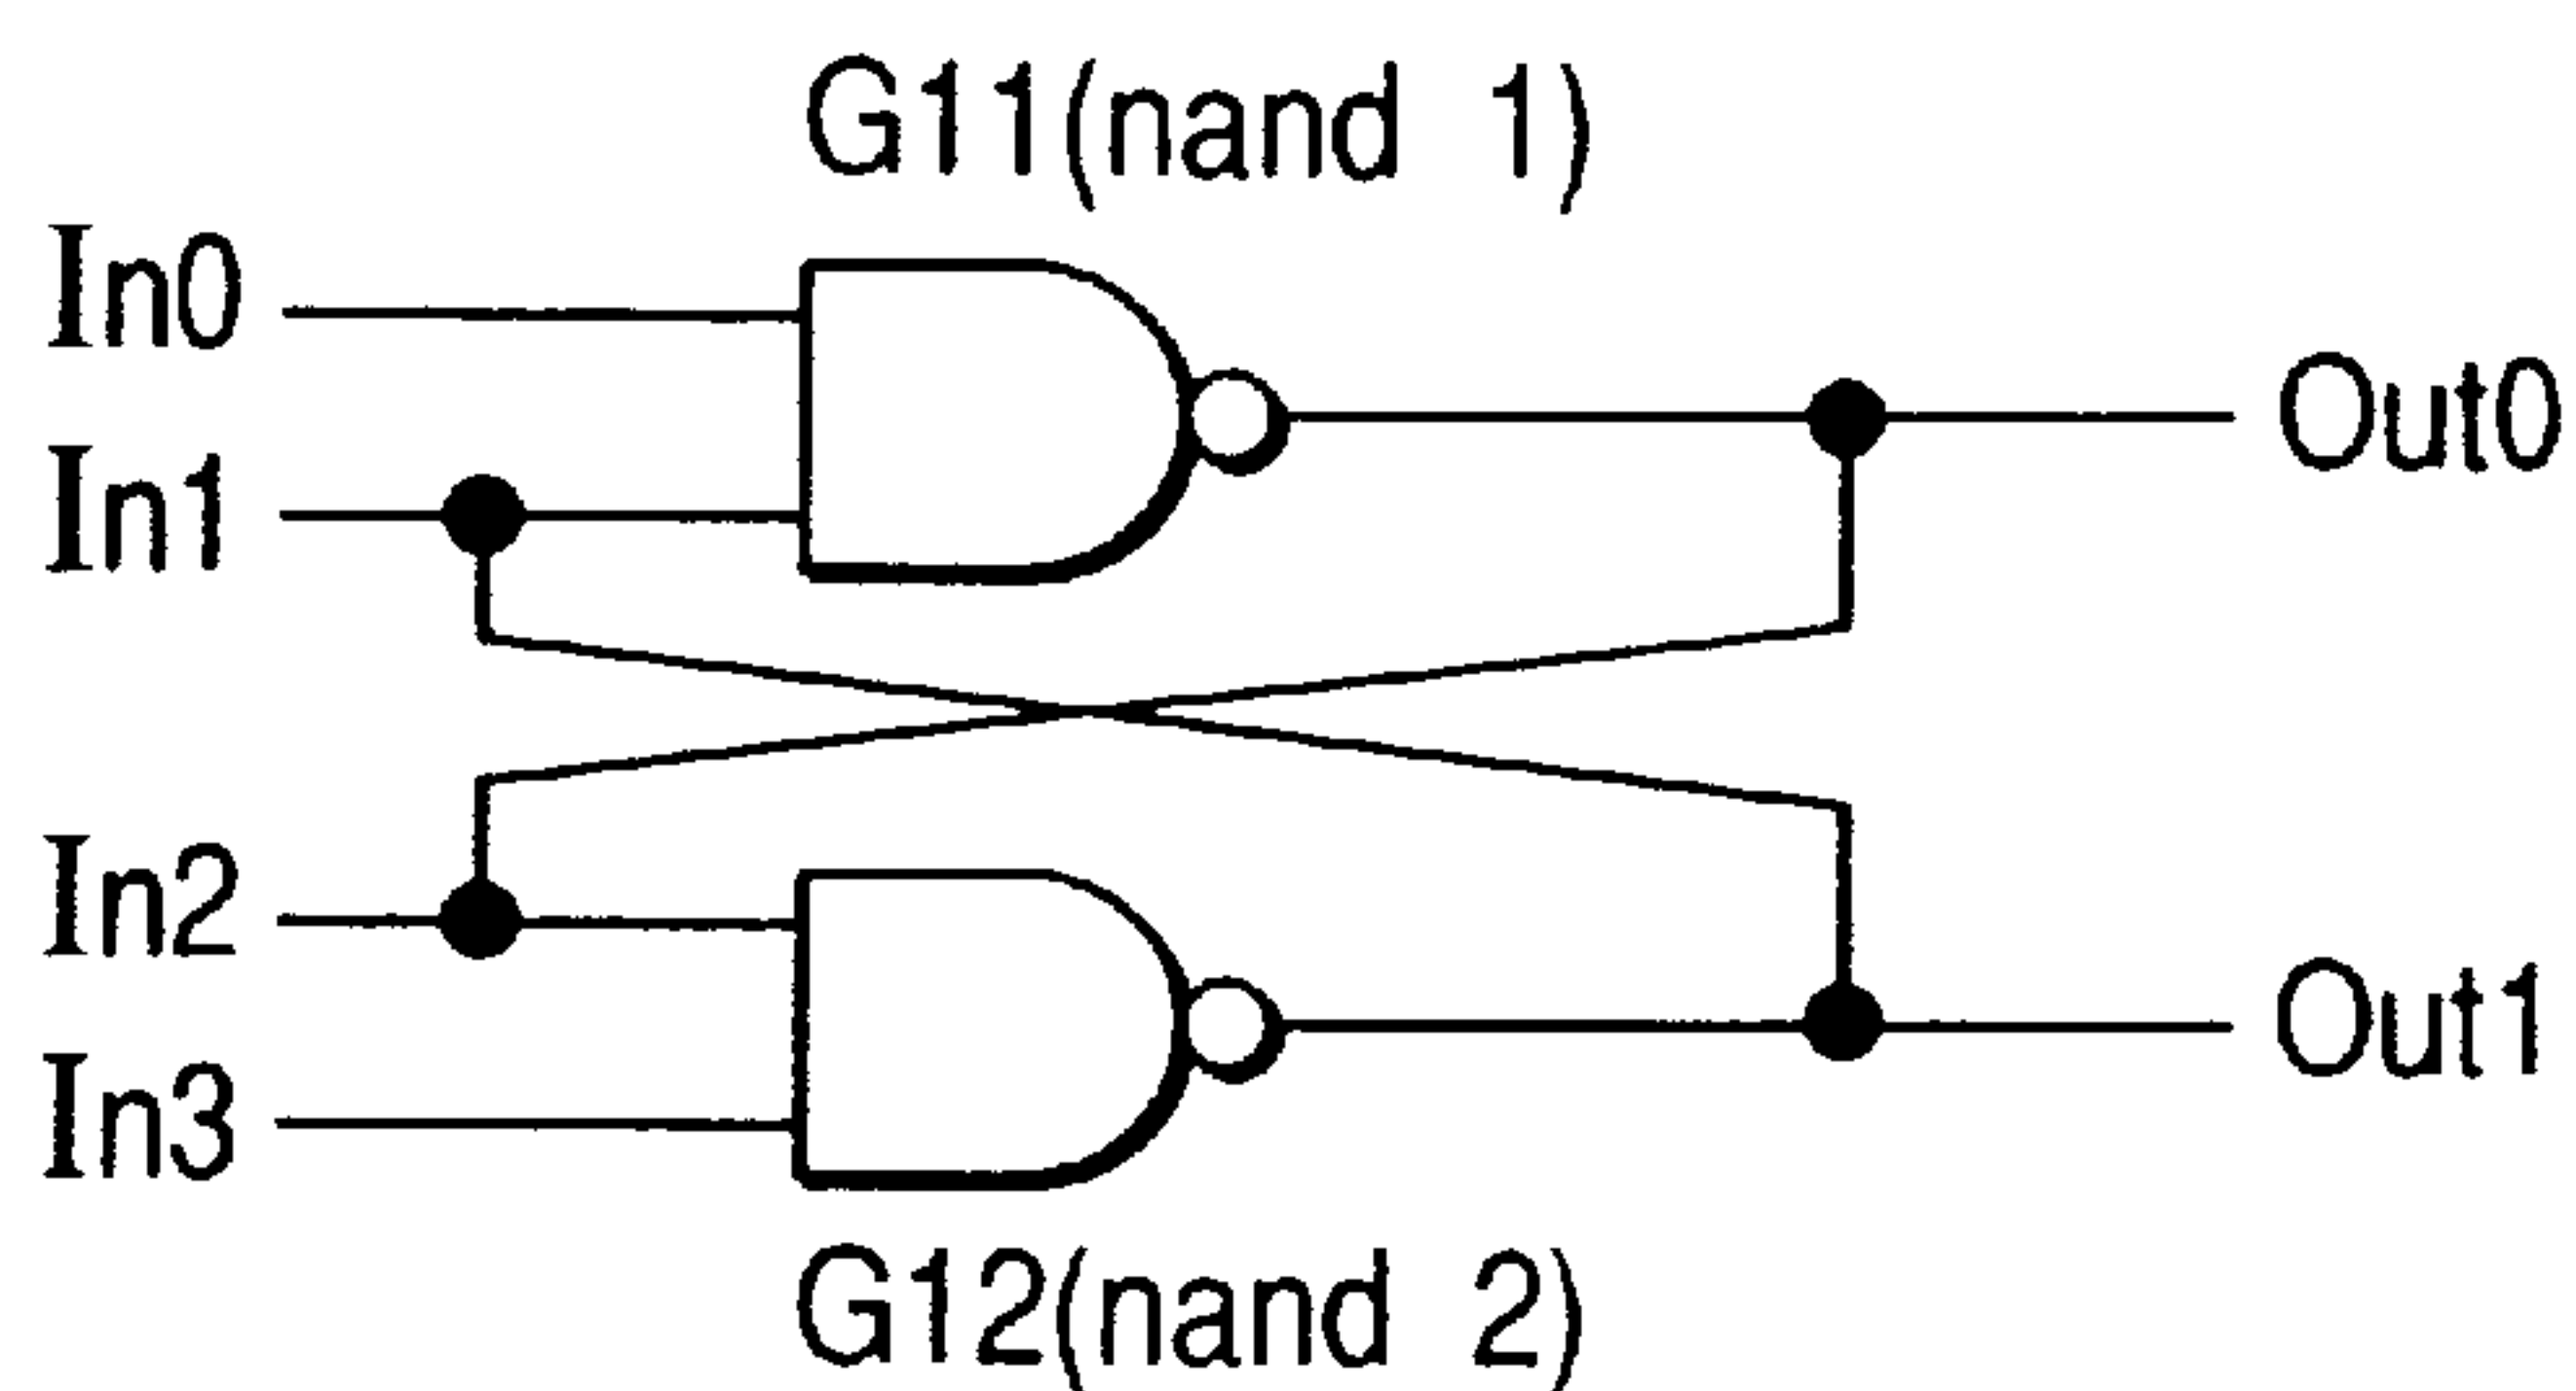 G11(nand 1)
In0
In1
Out0
In2
In3
Out1
G12(nand 2)